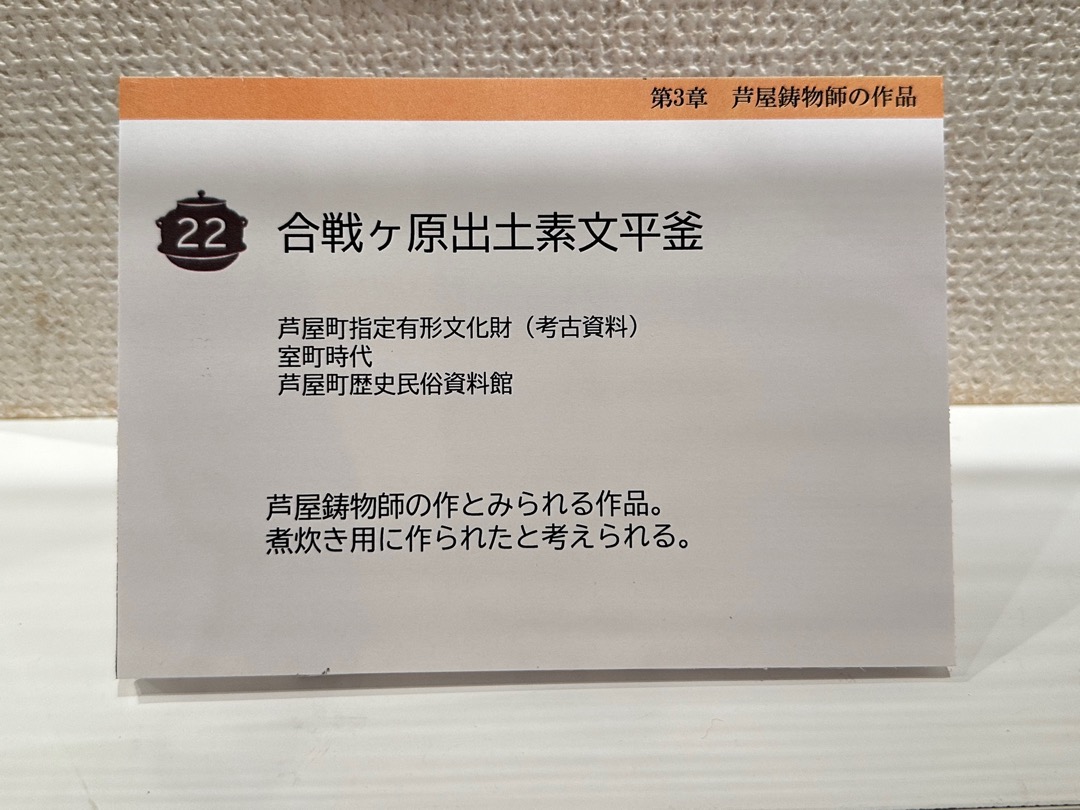 第3章　芦屋鋳物師の作品
22
合戦ヶ原出土素文平釜
芦屋町指定有形文化財（考古資料）
室町時代
芦屋町歴史民俗資料館
芦屋鋳物師の作とみられる作品。
煮炊き用に作られたと考えられる。